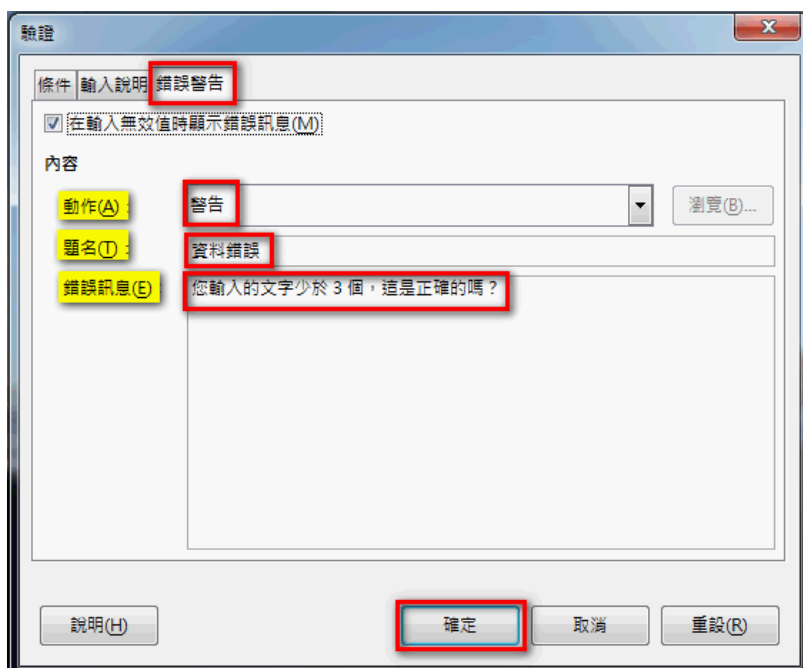 驗證
條件 輸入說明 錯誤警告
在輸入無效值時顯示錯誤訊息(M)
內容
動作(A)： 警告 瀏覽(B)...
題名(T)： 資料錯誤
錯誤訊息(E) 您輸入的文字少於 3 個，這是正確的嗎？
說明(H) 確定 取消 重設(R)